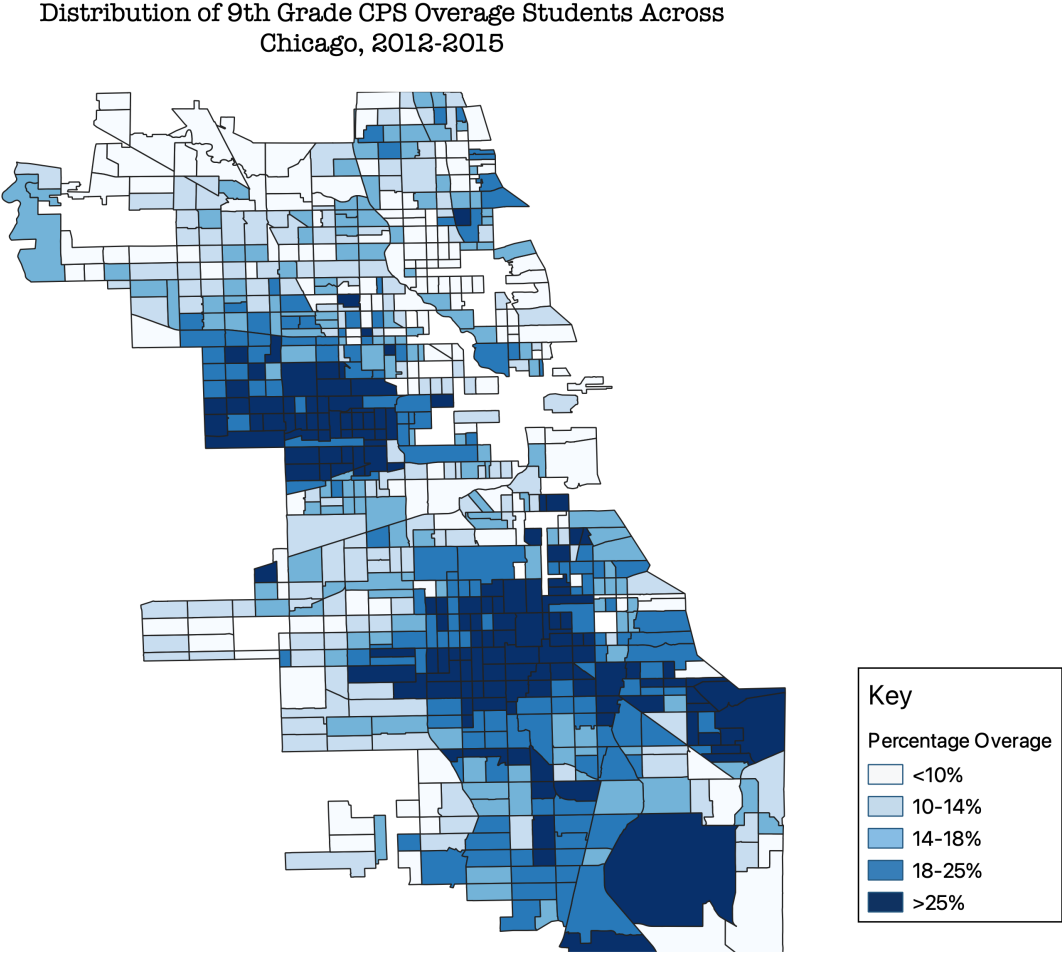 Distribution of 9th Grade CPS Overage Students Across
Chicago, 2012-2015
Key
Percentage Overage
<10%
10-14%
14-18%
18-25%
>25%